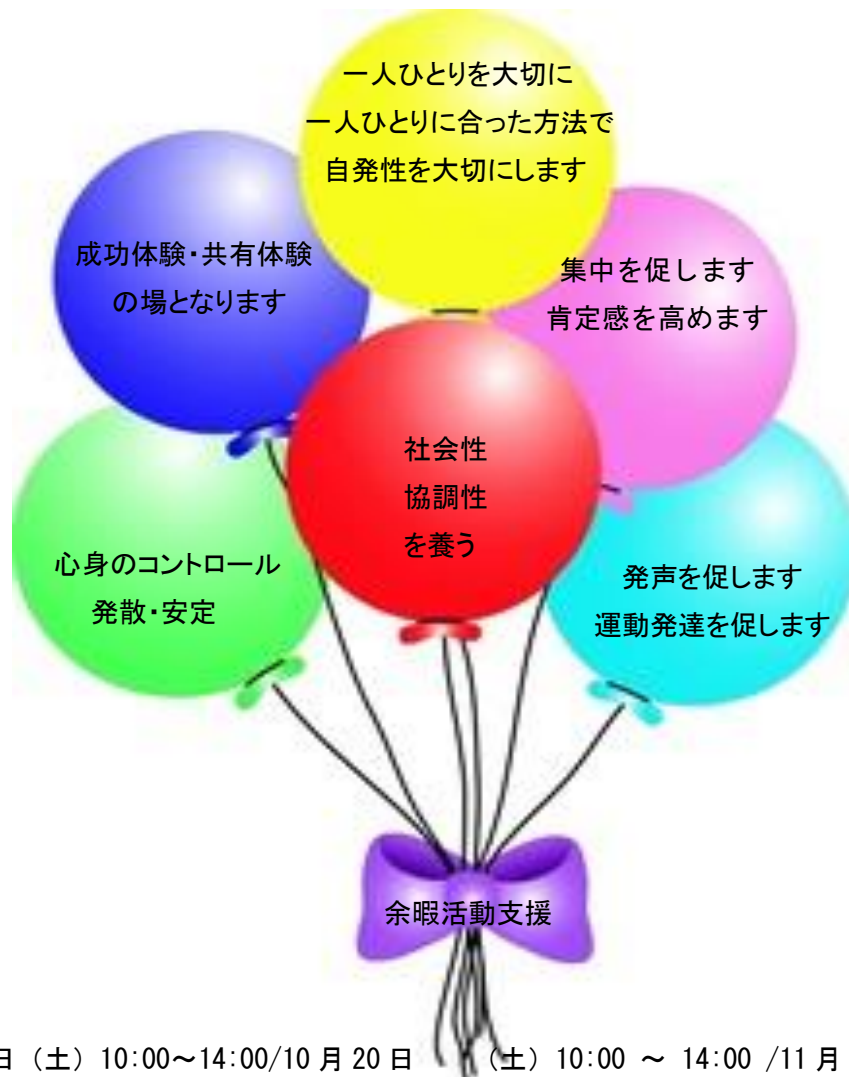 一人ひとりを大切に
一人ひとりに合った方法で
自発性を大切にします
成功体験・共有体験
の場となります
集中を促します
肯定感を高めます
社会性
協調性
を養う
心身のコントロール
発散・安定
発声を促します
運動発達を促します
余暇活動支援
日（土）10:00～14:00/10 月 20 日 （土）10:00 ～ 14:00 /11 月